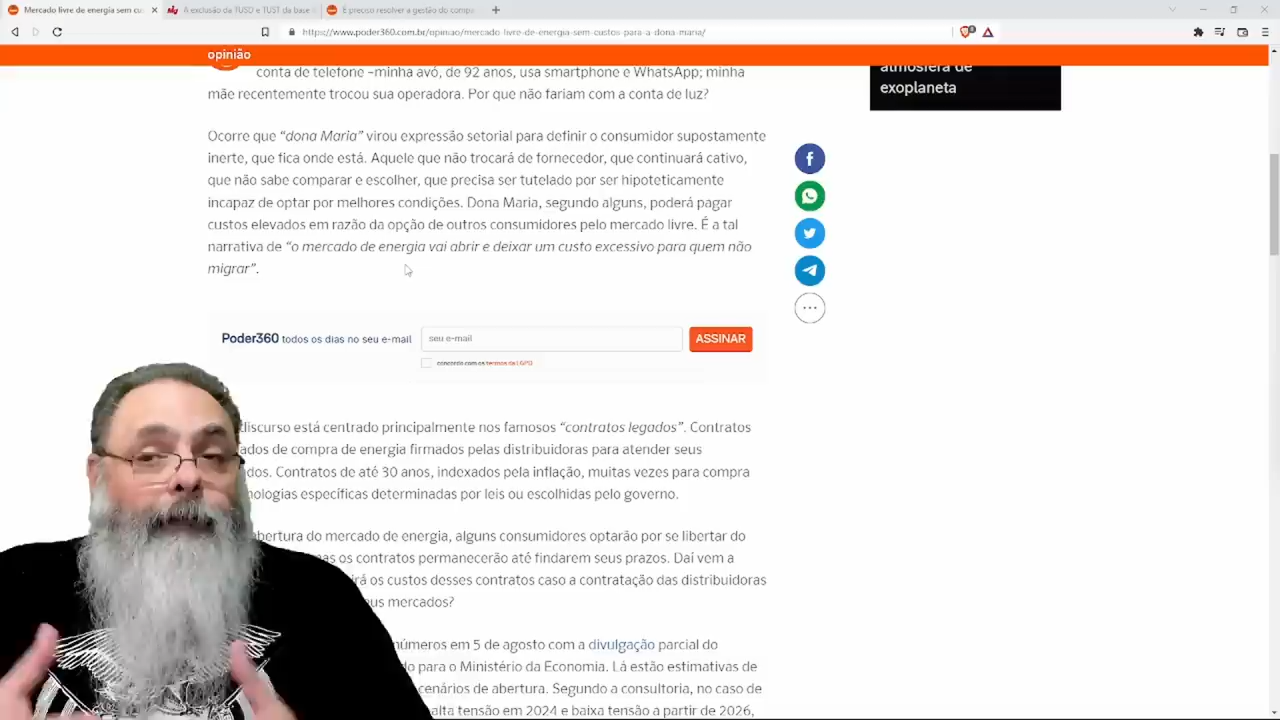 Mercado livre de energia sem cu
A exclusão da TUSD e TUST da base
É preciso resolver a gestão do compa
https://www.poder360.com.br/opiniao/mercado-livre-de-energia-sem-custos-para-a-dona-maria/
opinião
conta de telefone –minha avó, de 92 anos, usa smartphone e WhatsApp; minha
mãe recentemente trocou sua operadora. Por que não fariam com a conta de luz?
atmosfera de
exoplaneta
Ocorre que “dona Maria” virou expressão setorial para definir o consumidor supostamente
inerte, que fica onde está. Aquele que não trocará de fornecedor, que continuará cativo,
que não sabe comparar e escolher, que precisa ser tutelado por ser hipoteticamente
incapaz de optar por melhores condições. Dona Maria, segundo alguns, poderá pagar
custos elevados em razão da opção de outros consumidores pelo mercado livre. É a tal
narrativa de “o mercado de energia vai abrir e deixar um custo excessivo para quem não
migrar”.
Poder360 todos os dias no seu e-mail
seu e-mail
ASSINAR
concordo com os termos da LGPD
discurso está centrado principalmente nos famosos “contratos legados”. Contratos
ados de compra de energia firmados pelas distribuidoras para atender seus
dos. Contratos de até 30 anos, indexados pela inflação, muitas vezes para compra
nologias específicas determinadas por leis ou escolhidas pelo governo.
bertura do mercado de energia, alguns consumidores optarão por se libertar do
mas os contratos permanecerão até findarem seus prazos. Daí vem a
irá os custos desses contratos caso a contratação das distribuidoras
eus mercados?
números em 5 de agosto com a divulgação parcial do
do para o Ministério da Economia. Lá estão estimativas de
cenários de abertura. Segundo a consultoria, no caso de
alta tensão em 2024 e baixa tensão a partir de 2026,